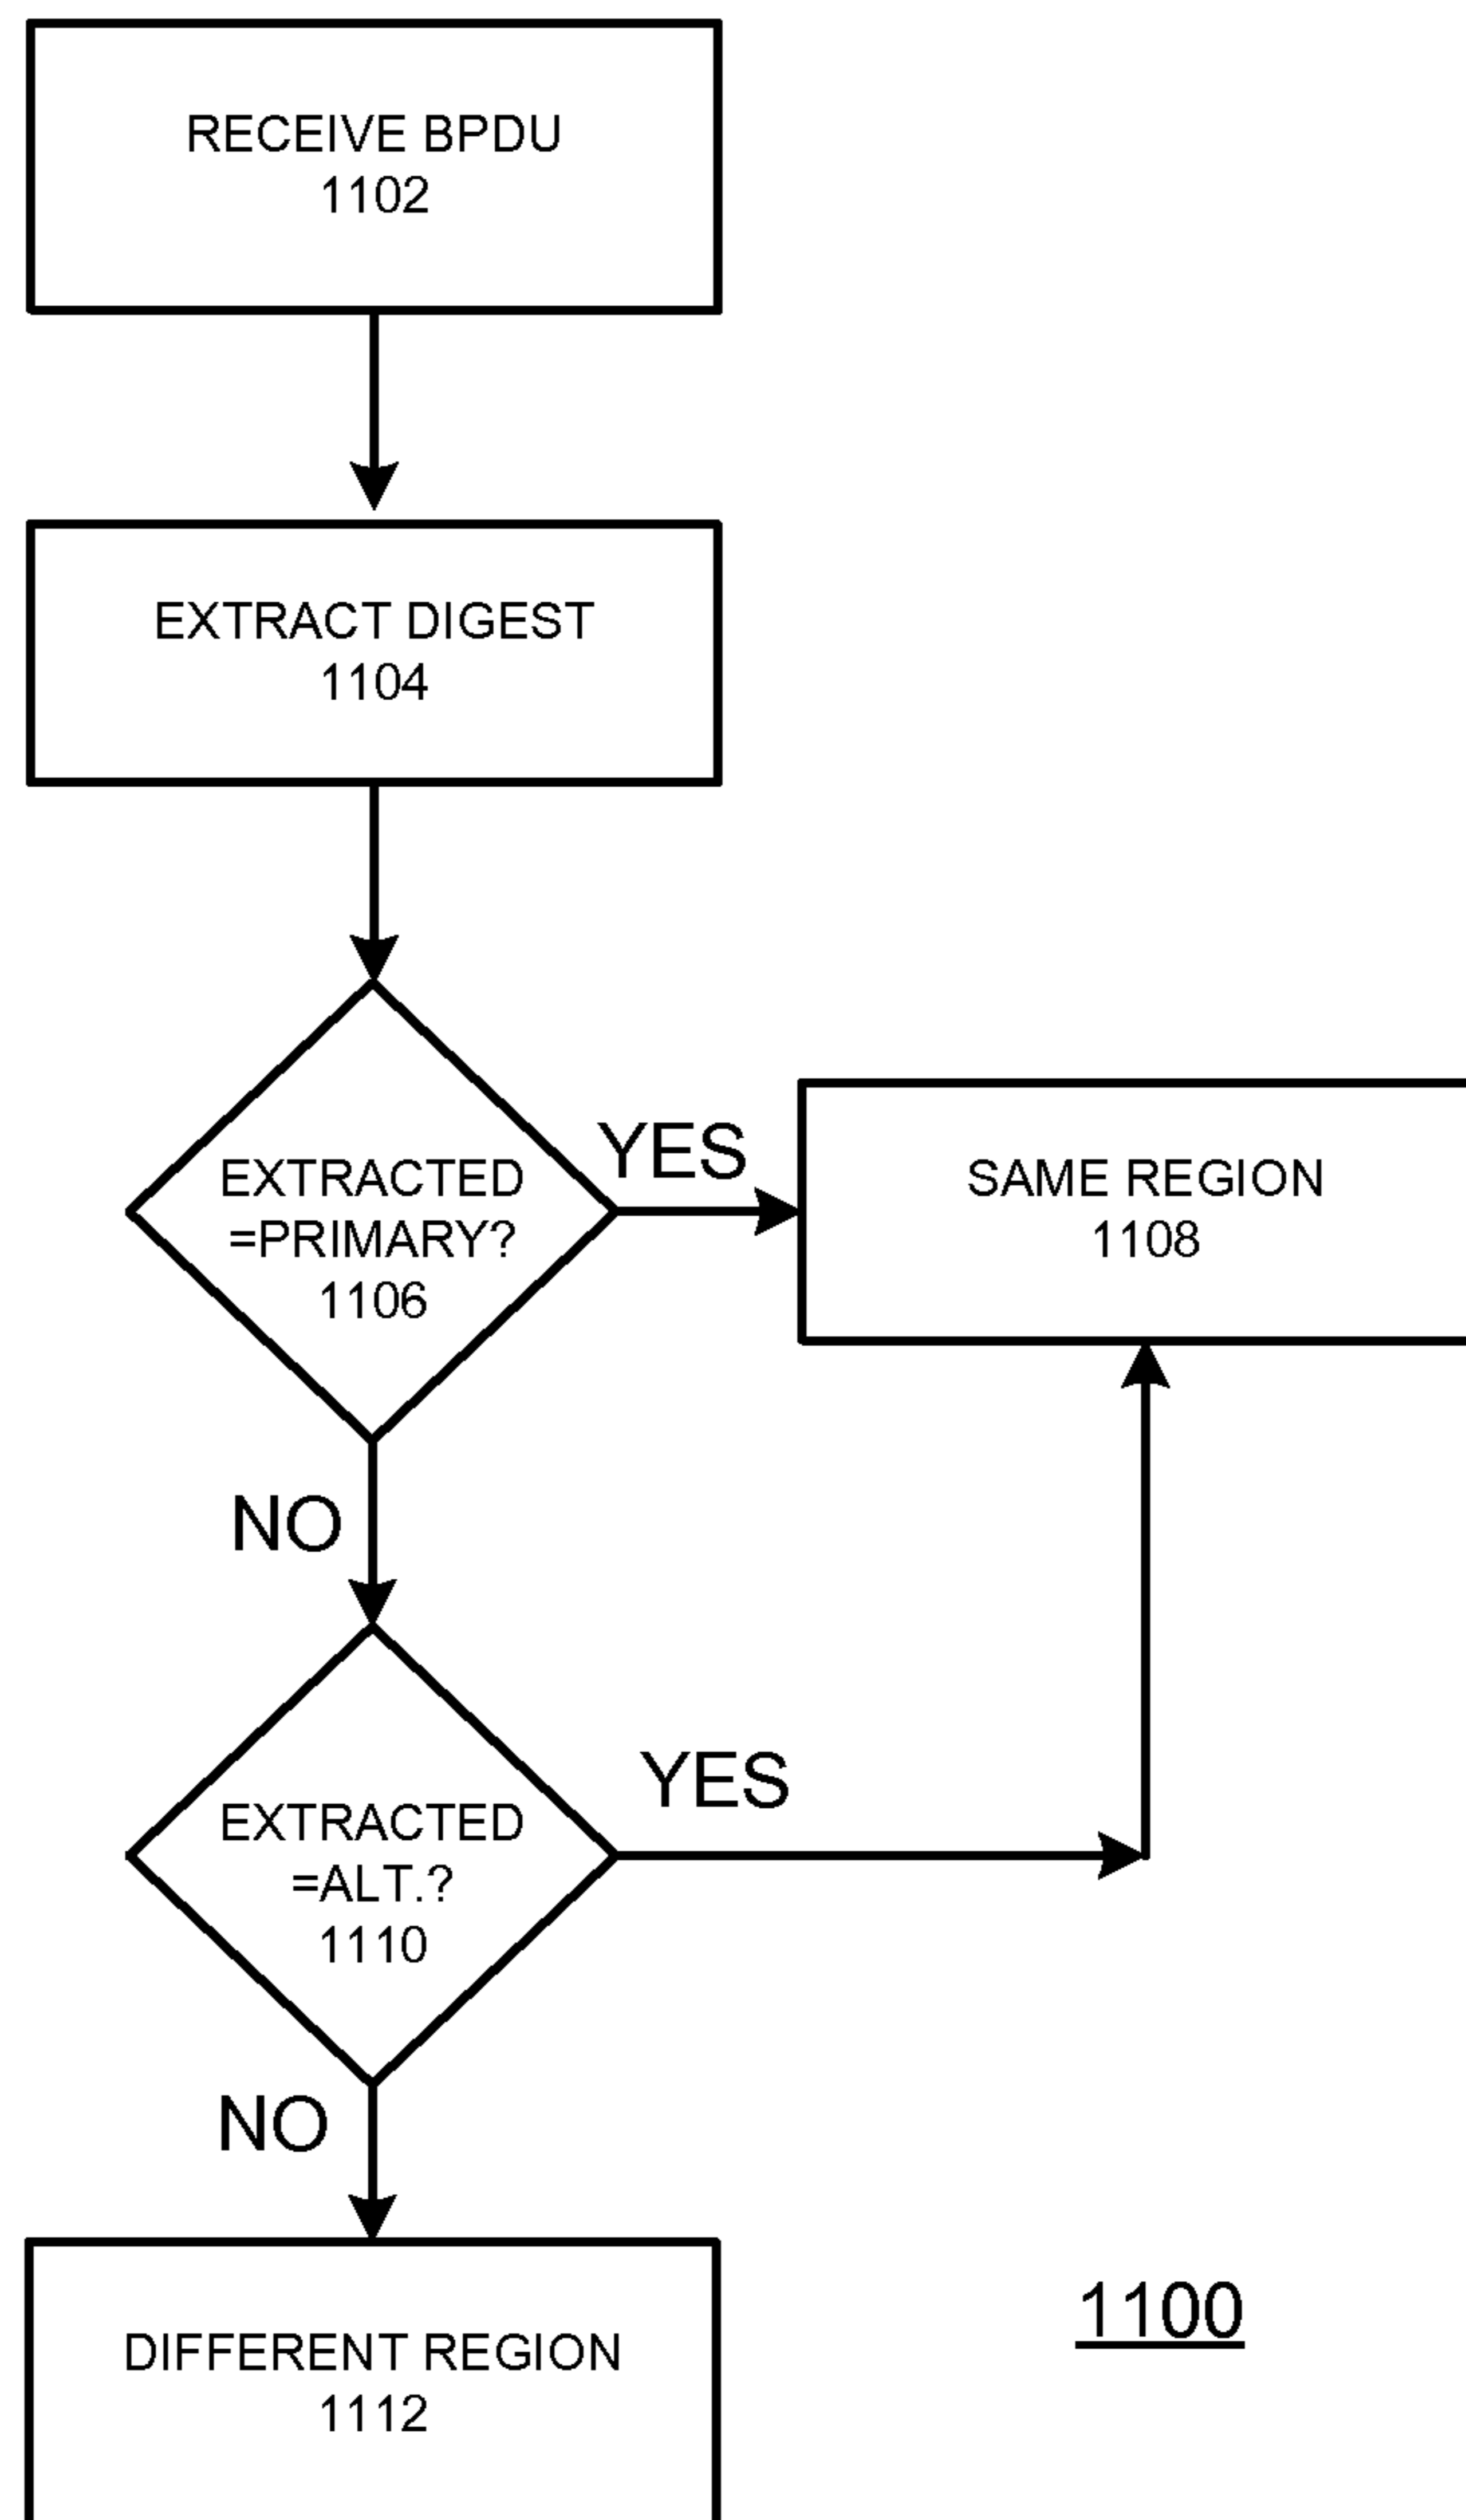 RECEIVE BPDU
1102
EXTRACT DIGEST
1104
EXTRACTED
=PRIMARY?
1106
YES
SAME REGION
1108
NO
EXTRACTED
=ALT.?
1110
YES
NO
DIFFERENT REGION
1112
1100